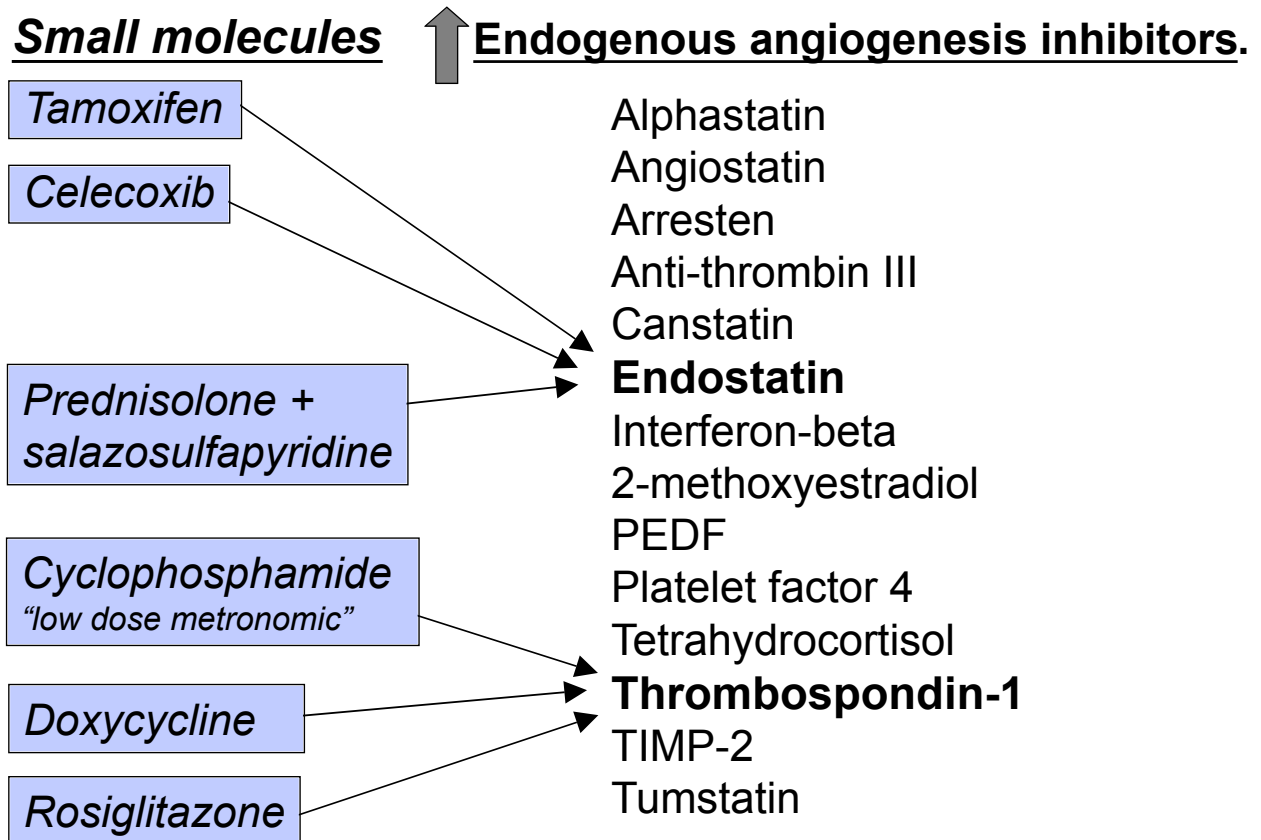 Small molecules
Endogenous angiogenesis inhibitors.
Tamoxifen
Celecoxib
Prednisolone +
salazosulfapyridine
Cyclophosphamide
“low dose metronomic”
Doxycycline
Rosiglitazone
Alphastatin
Angiostatin
Arresten
Anti-thrombin III
Canstatin
Endostatin
Interferon-beta
2-methoxyestradiol
PEDF
Platelet factor 4
Tetrahydrocortisol
Thrombospondin-1
TIMP-2
Tumstatin